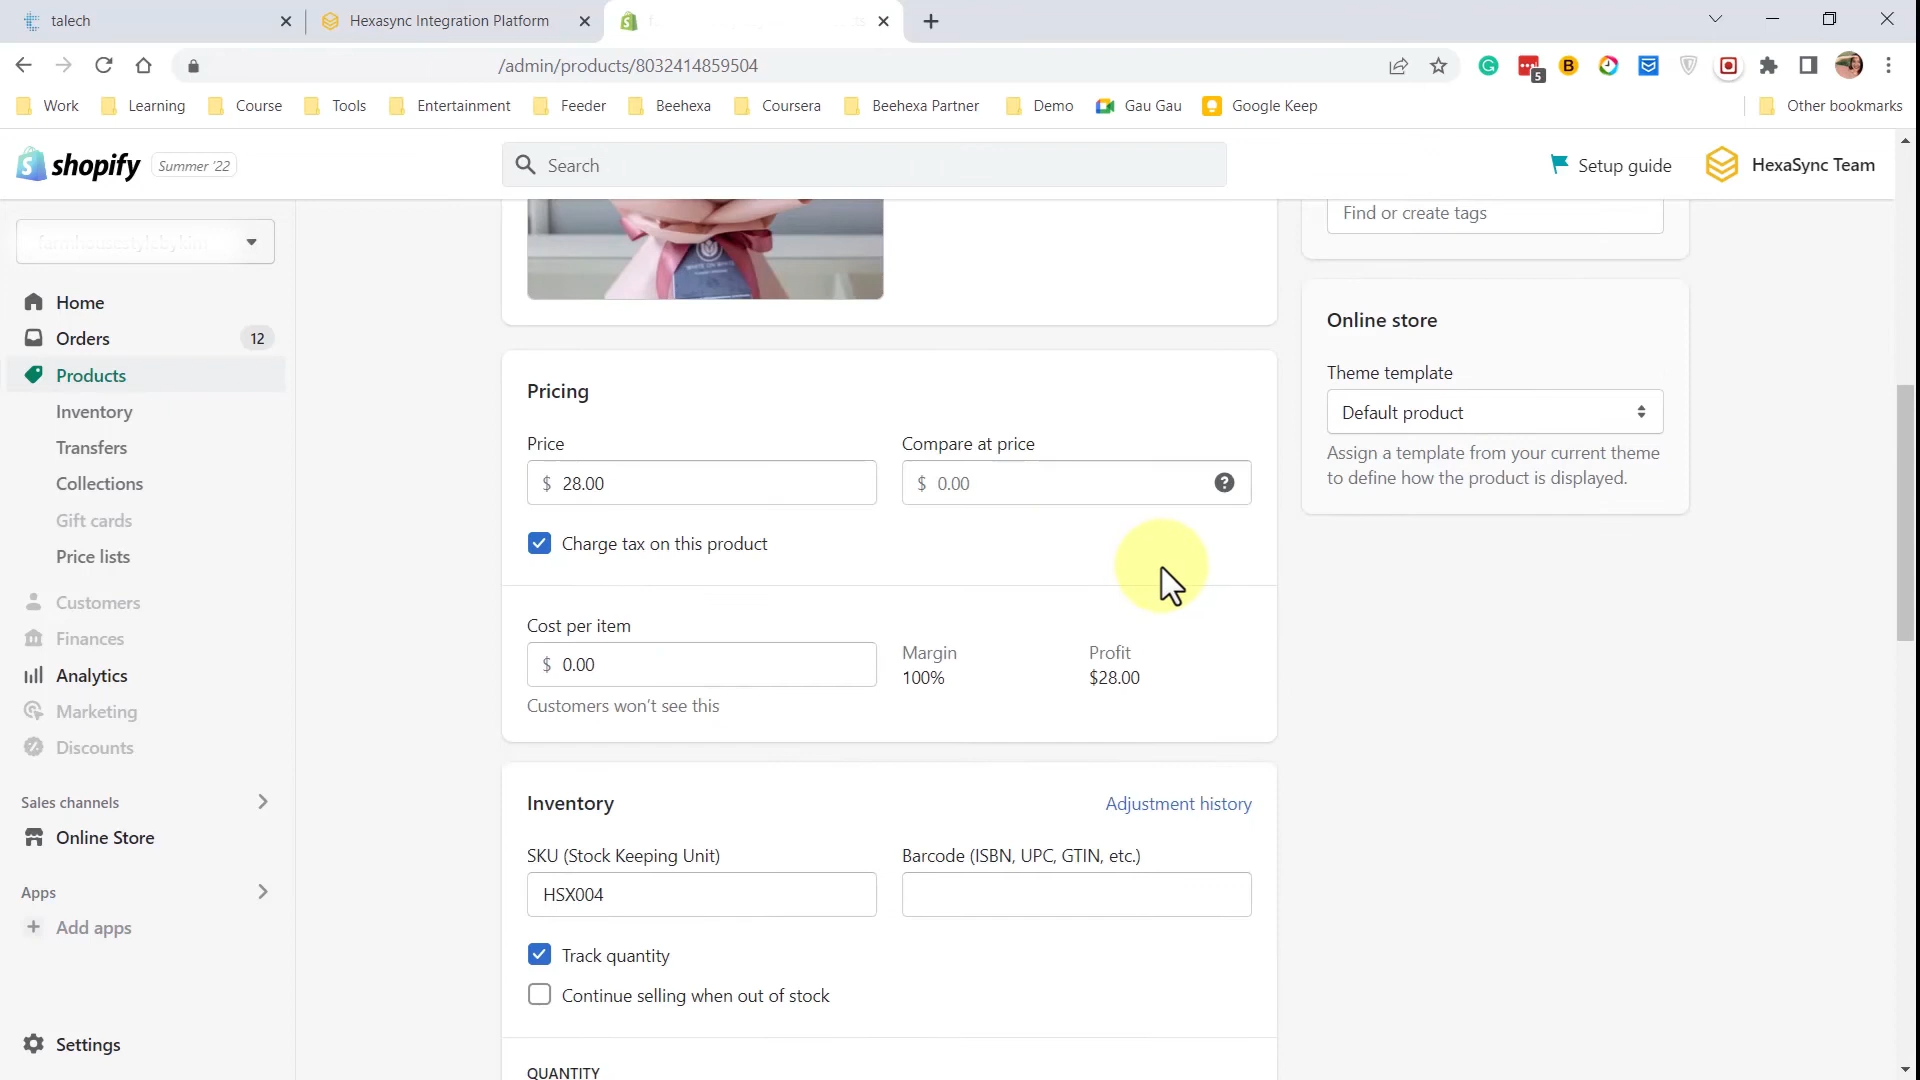 talech
Hexasync Integration Platform
/admin/products/8032414859504
5
B
Work
Learning
Course
Tools
Entertainment
Feeder
Beehexa
Coursera
Beehexa Partner
Demo
Gau Gau
Google Keep
Other bookmarks
shopify
Summer '22
Search
Setup guide
HexaSync Team
Home
Orders
12
Products
Inventory
Transfers
Collections
Gift cards
Price lists
Customers
Finances
Analytics
Marketing
Discounts
Sales channels
Online Store
Apps
Add apps
Settings
WHITE ON WHITE
Pricing
Price
Compare at price
$ 28.00
$ 0.00
Charge tax on this product
Cost per item
$ 0.00
Margin
100%
Profit
$28.00
Customers won't see this
Inventory
Adjustment history
SKU (Stock Keeping Unit)
Barcode (ISBN, UPC, GTIN, etc.)
HSX004
Track quantity
Continue selling when out of stock
QUANTITY
Find or create tags
Online store
Theme template
Default product
Assign a template from your current theme
to define how the product is displayed.